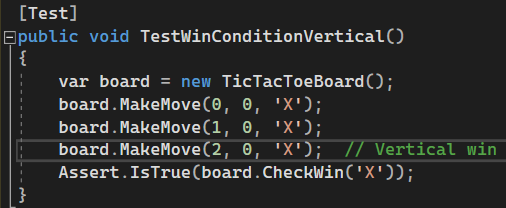 [Test]
public void TestWinConditionVertical()
{
    var board = new TicTacToeBoard();
    board.MakeMove(0, 0, 'X');
    board.MakeMove(1, 0, 'X');
    board.MakeMove(2, 0, 'X');  // Vertical win
    Assert.IsTrue(board.CheckWin('X'));
}